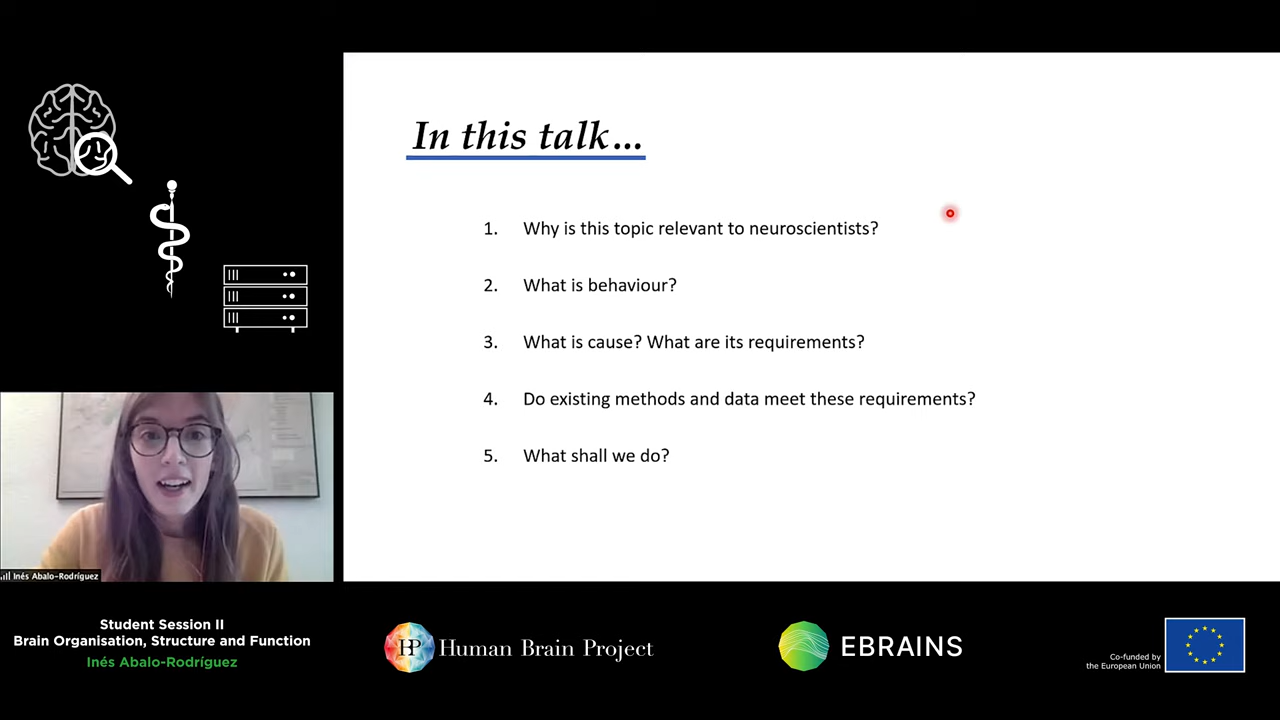 In this talk...
1. Why is this topic relevant to neuroscientists?
2. What is behaviour?
3. What is cause? What are its requirements?
4. Do existing methods and data meet these requirements?
5. What shall we do?
Inés Abalo-Rodríguez
Student Session II
Brain Organisation, Structure and Function
Inés Abalo-Rodríguez
HP Human Brain Project
EBRAINS
Co-funded by
the European Union